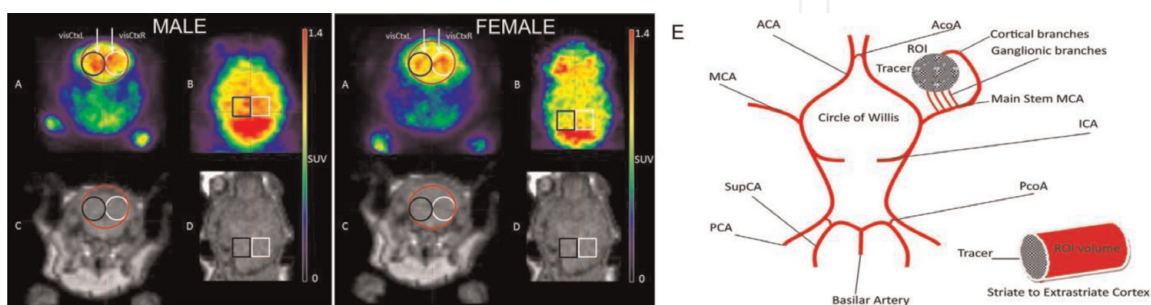 MALE
visCtxL visCtxR
1.4
A
B
SUV
C
D
0
FEMALE
visCtxL visCtxR
1.4
A
B
SUV
C
D
0
E
ACA
AcoA
Cortical branches
ROI
Ganglionic branches
Tracer
MCA
Main Stem MCA
Circle of Willis
ICA
SupCA
PcoA
PCA
Tracer
ROI volume
Basilar Artery
Striate to Extrastriate Cortex